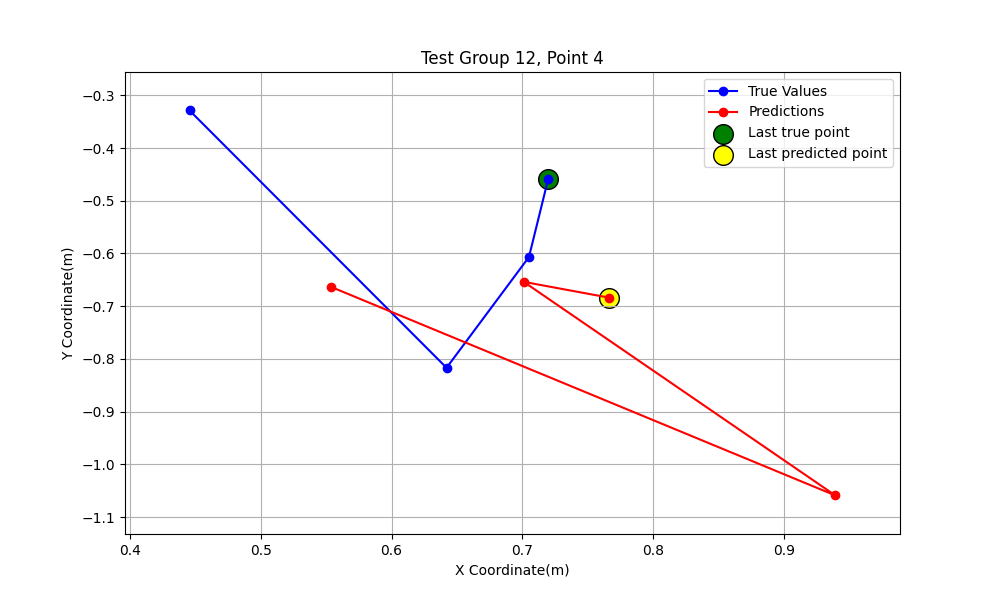 Test Group 12, Point 4
True Values
Predictions
Last true point
Last predicted point
Y Coordinate(m)
−0.3
−0.4
−0.5
−0.6
−0.7
−0.8
−0.9
−1.0
−1.1
0.4 0.5 0.6 0.7 0.8 0.9
X Coordinate(m)